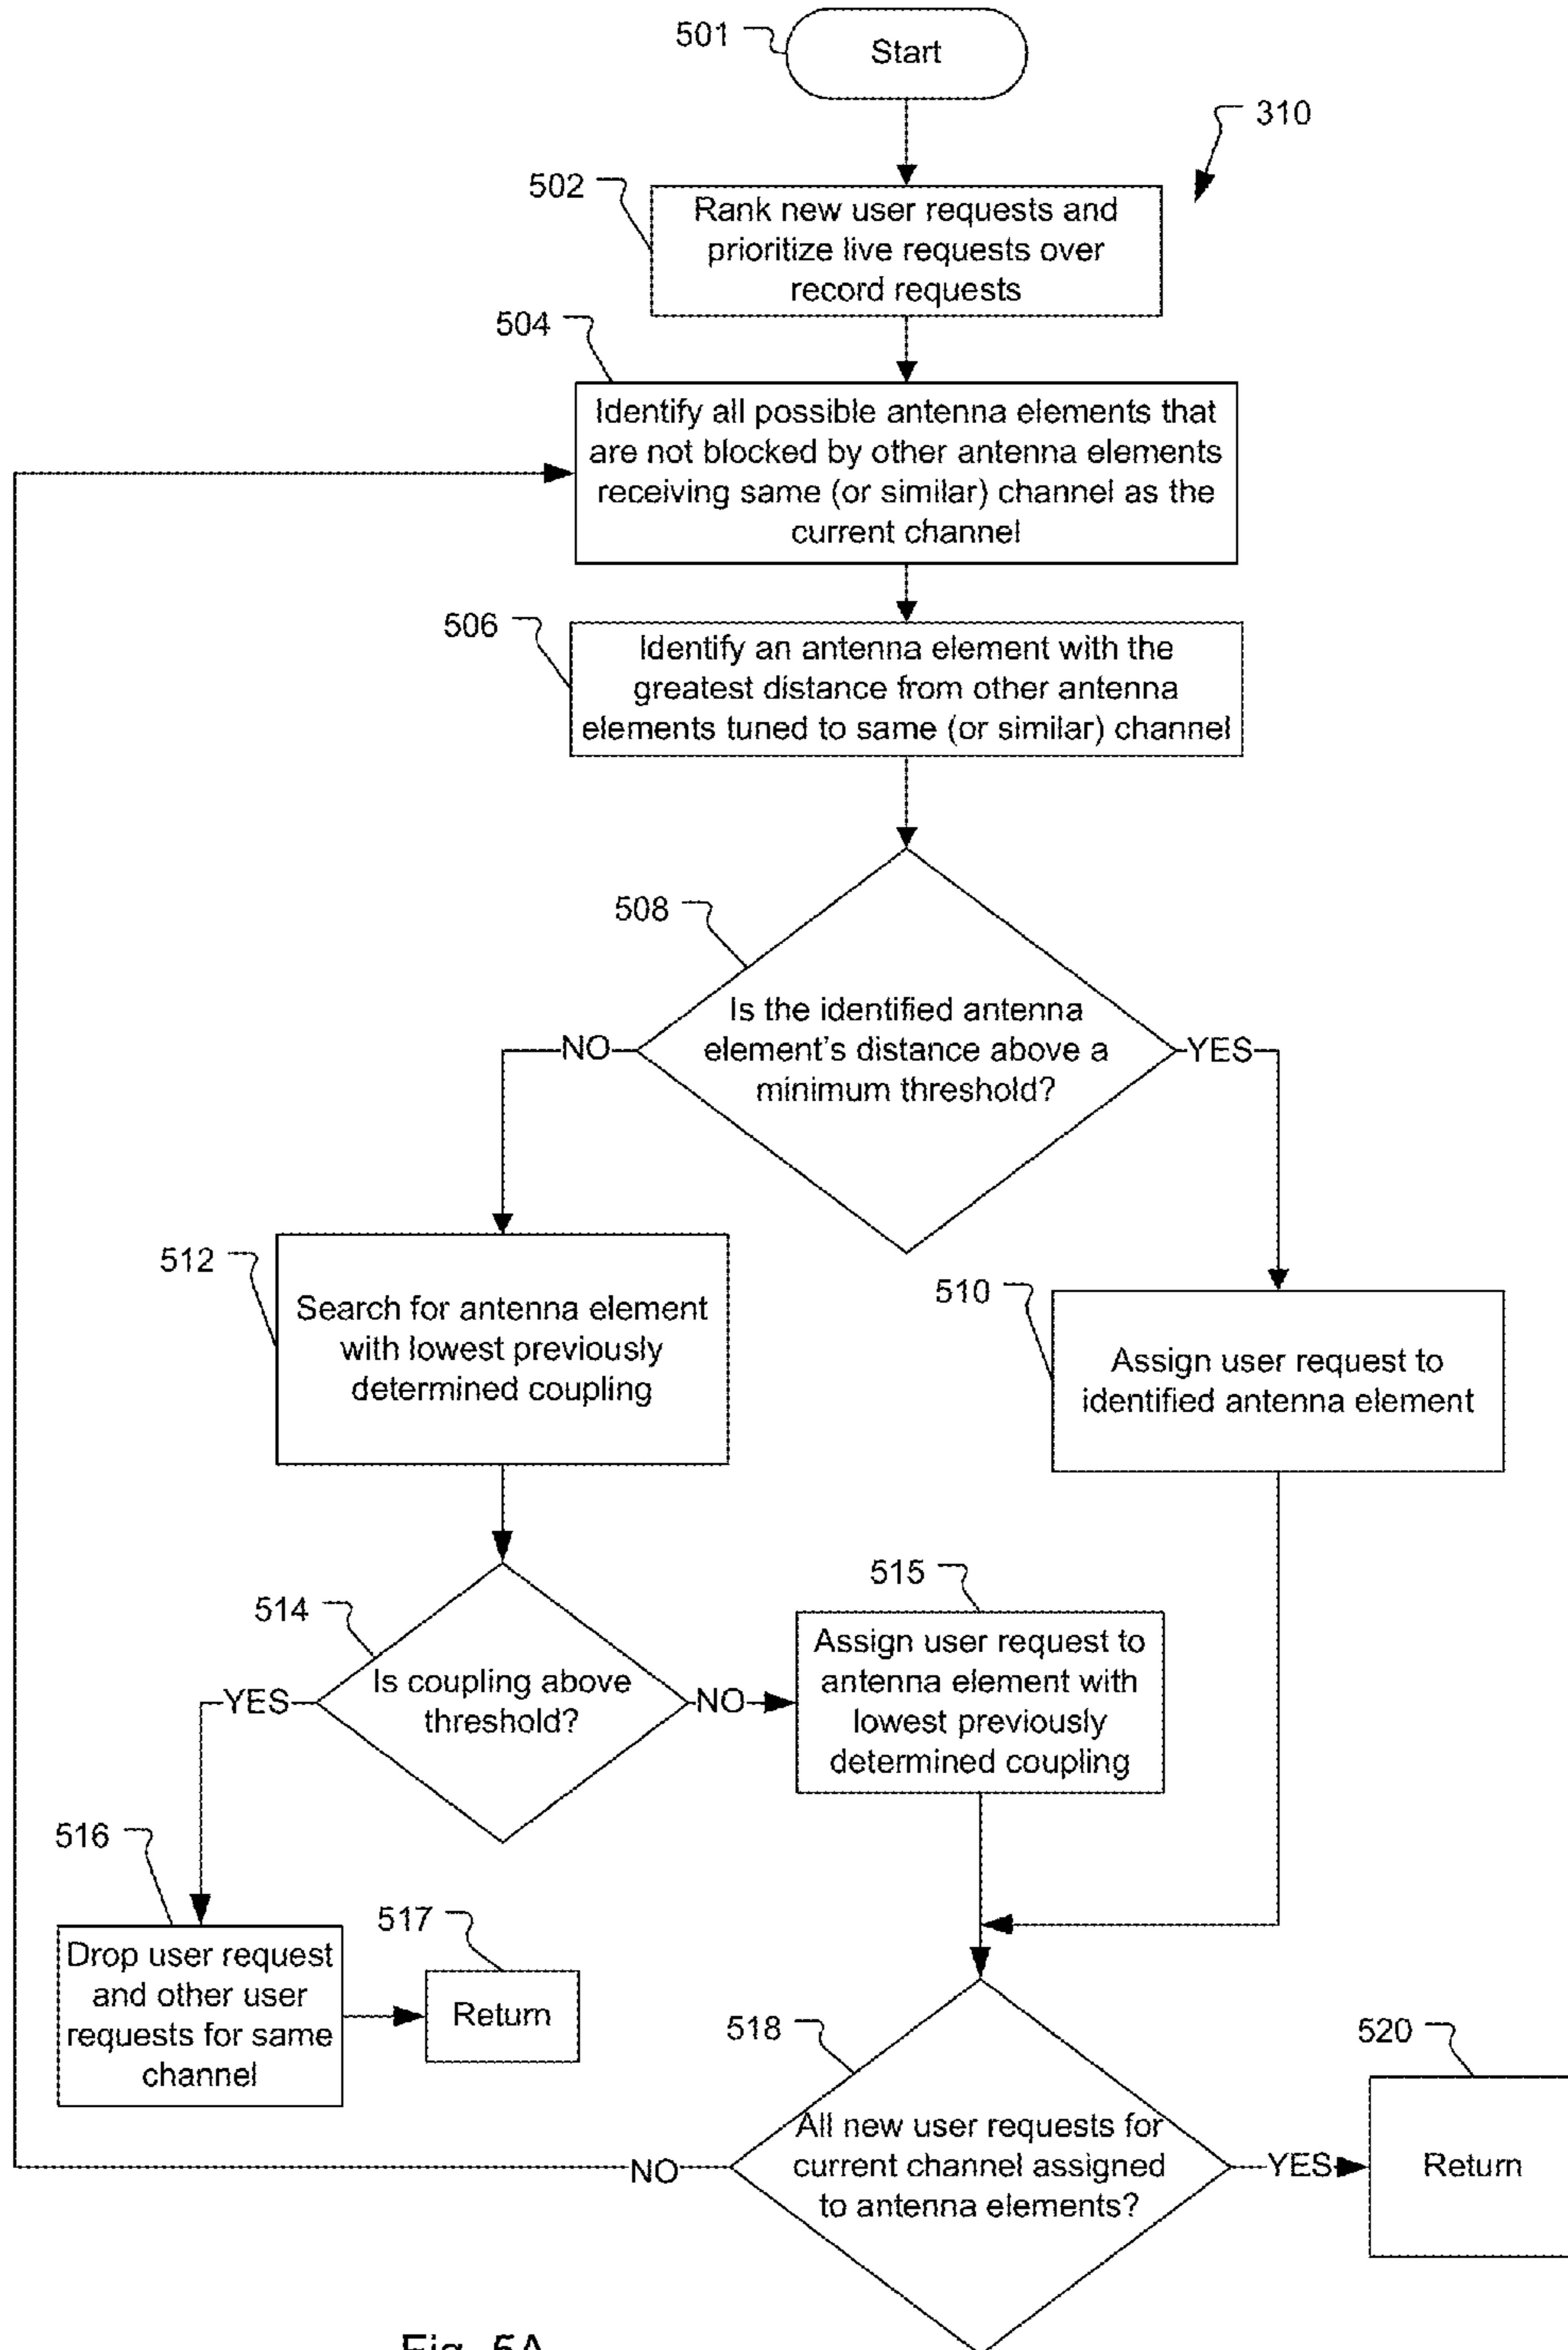 501
Start
310
502
Rank new user requests and
prioritize live requests over
record requests
504
Identify all possible antenna elements that
are not blocked by other antenna elements
receiving same (or similar) channel as the
current channel
506
Identify an antenna element with the
greatest distance from other antenna
elements tuned to same (or similar) channel
508
Is the identified antenna
element's distance above a
minimum threshold?
NO
YES
512
Search for antenna element
with lowest previously
determined coupling
510
Assign user request to
identified antenna element
514
Is coupling above
threshold?
YES
NO
515
Assign user request to
antenna element with
lowest previously
determined coupling
516
Drop user request
and other user
requests for same
channel
517
Return
518
All new user requests for
current channel assigned
to antenna elements?
NO
YES
520
Return
Fig. 5A